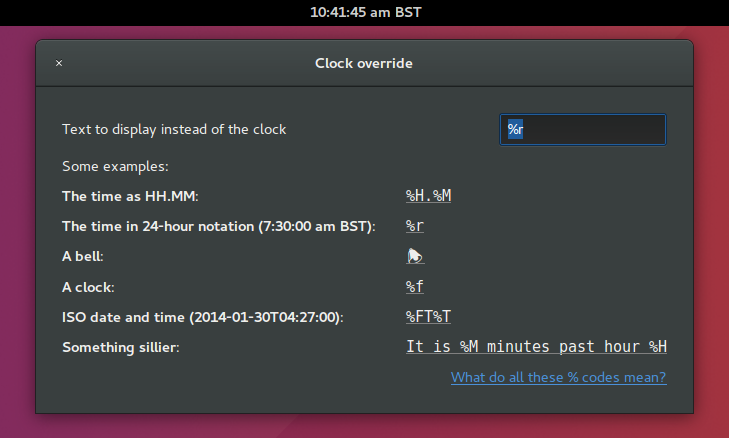 10:41:45 am BST
× Clock override
Text to display instead of the clock %r
Some examples:
The time as HH.MM: %H.%M
The time in 24-hour notation (7:30:00 am BST): %r
A bell:
A clock: %f
ISO date and time (2014-01-30T04:27:00): %FT%T
Something sillier: It is %M minutes past hour %H
What do all these % codes mean?